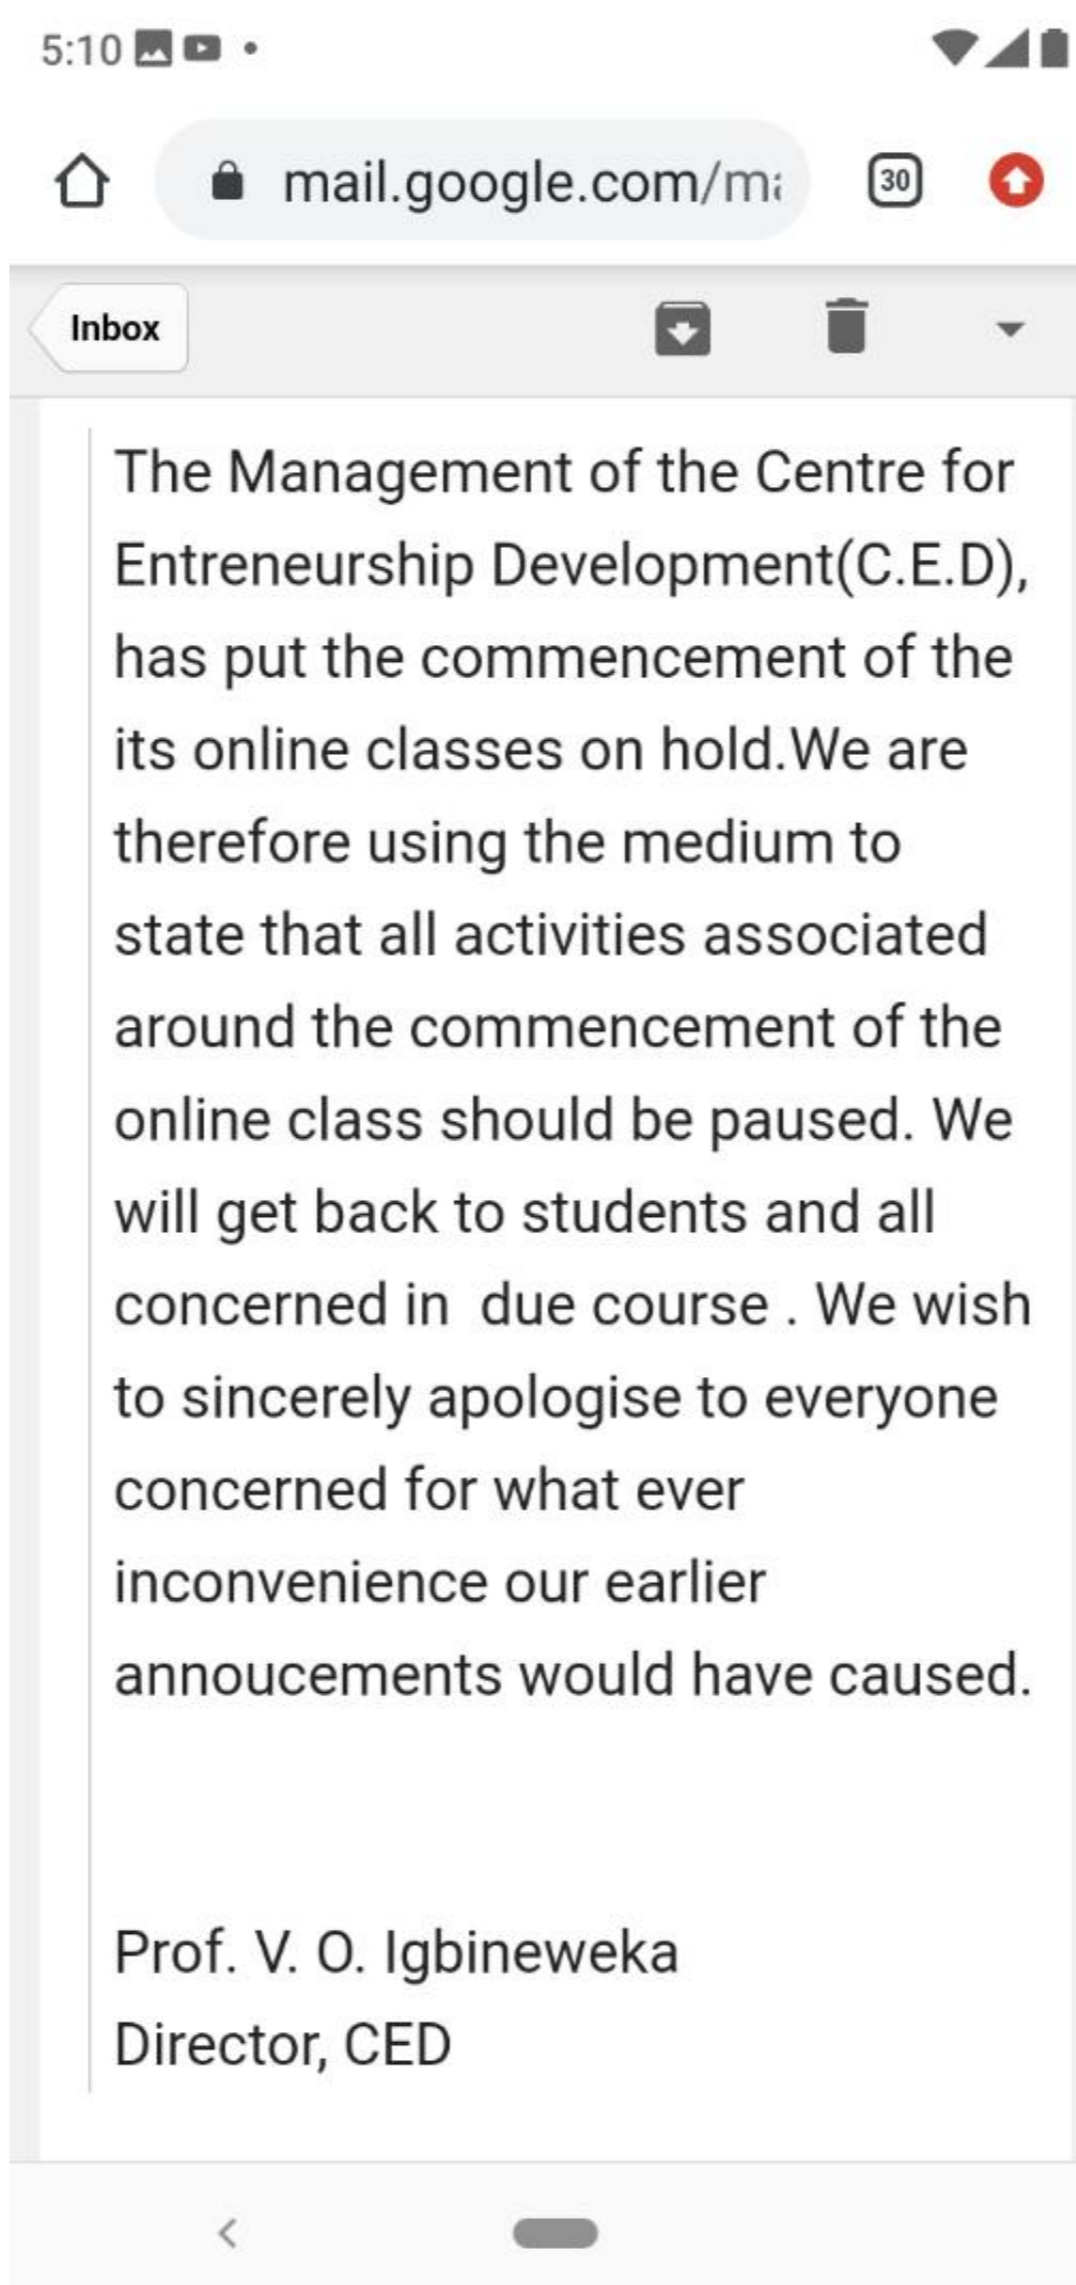 5:10
mail.google.com/ma
30
Inbox
The Management of the Centre for
Entreneurship Development(C.E.D),
has put the commencement of the
its online classes on hold.We are
therefore using the medium to
state that all activities associated
around the commencement of the
online class should be paused. We
will get back to students and all
concerned in  due course . We wish
to sincerely apologise to everyone
concerned for what ever
inconvenience our earlier
annoucements would have caused.
Prof. V. O. Igbineweka
Director, CED